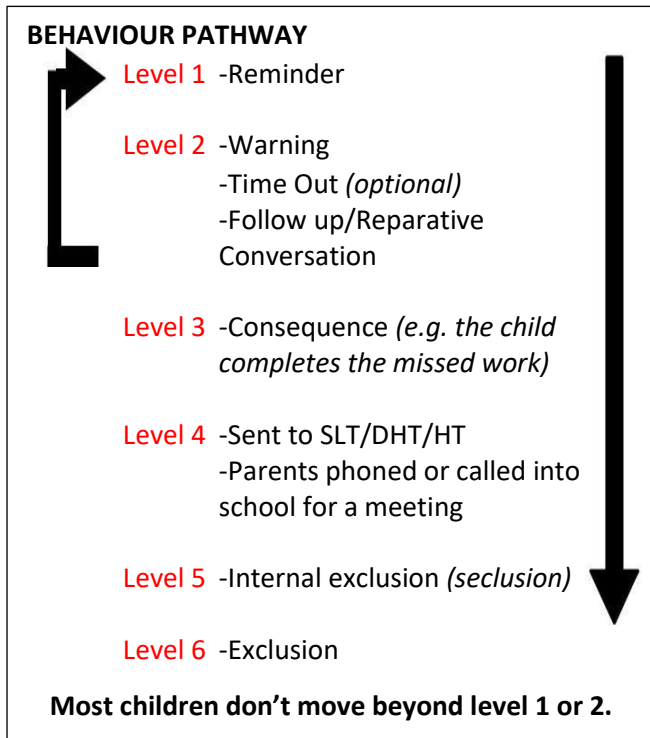 BEHAVIOUR PATHWAY
Level 1 -Reminder
Level 2 -Warning
-Time Out (optional)
-Follow up/Reparative
Conversation
Level 3 -Consequence (e.g. the child
completes the missed work)
Level 4 -Sent to SLT/DHT/HT
-Parents phoned or called into
school for a meeting
Level 5 -Internal exclusion (seclusion)
Level 6 -Exclusion
Most children don’t move beyond level 1 or 2.